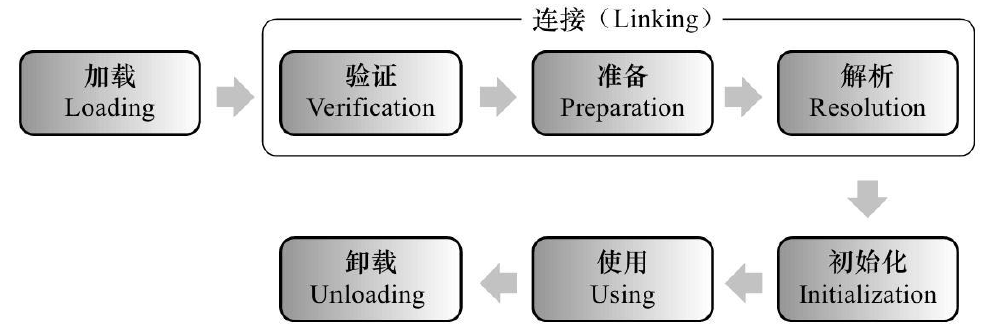 连接（Linking）
加载
Loading
验证
Verification
准备
Preparation
解析
Resolution
初始化
Initialization
使用
Using
卸载
Unloading